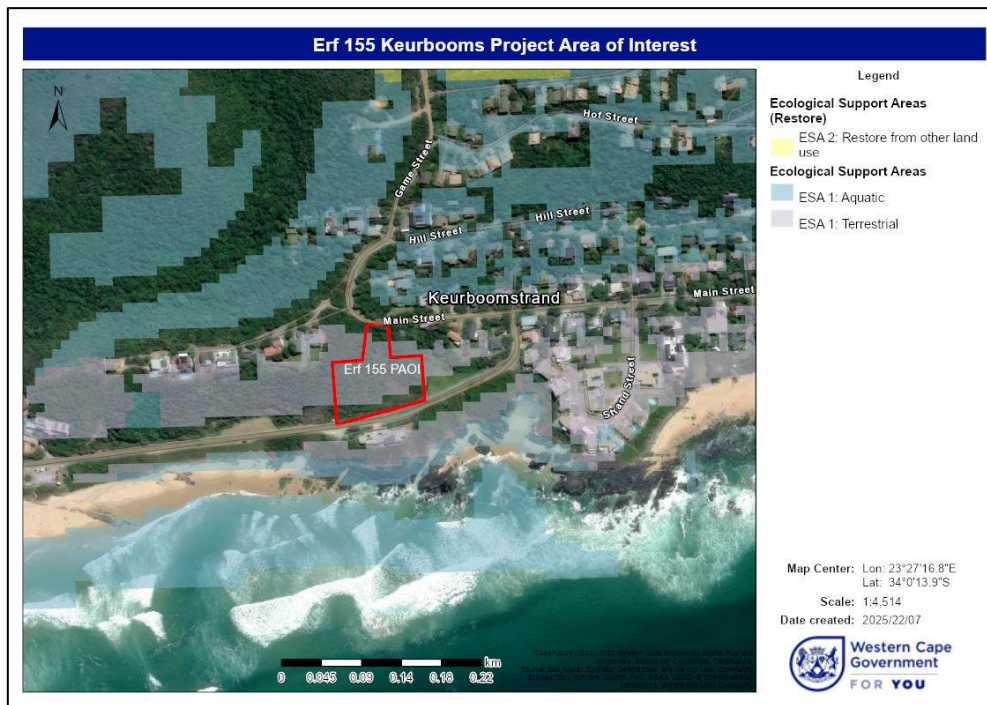 Erf 155 Keurbooms Project Area of Interest
N
Hof Street
Game Street
Hill Street
Hill Street
Keurboomstrand
Main Street
Main Street
Erf 155 PAOI
Strand Street
km
0 0.045 0.09 0.14 0.18 0.22
Legend
Ecological Support Areas
(Restore)
ESA 2: Restore from other land
use
Ecological Support Areas
ESA 1: Aquatic
ESA 1: Terrestrial
Map Center: Lon: 23°27'16.8"E
Lat: 34°0'13.9"S
Scale: 1:4,514
Date created: 2025/22/07
Western Cape
Government
FOR YOU